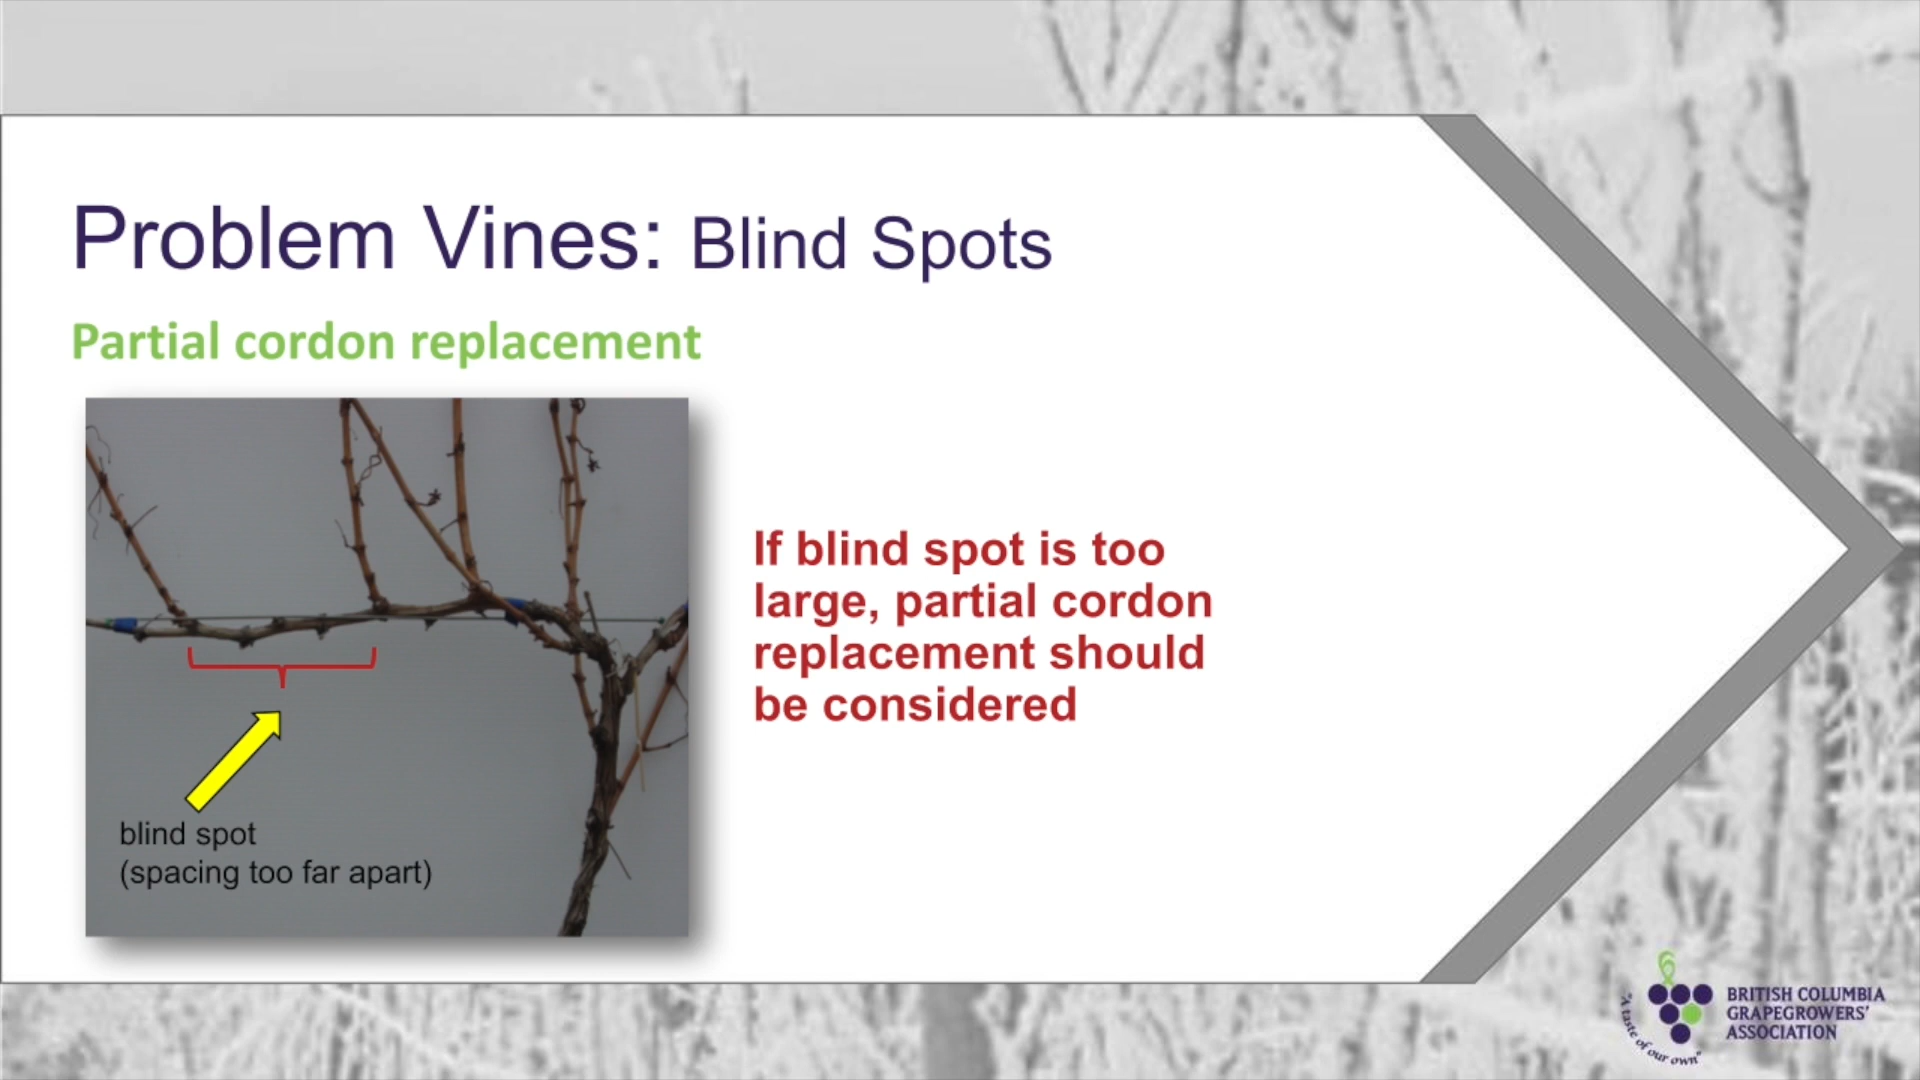 Problem Vines: Blind Spots
Partial cordon replacement
If blind spot is too
large, partial cordon
replacement should
be considered
blind spot
(spacing too far apart)
BRITISH COLUMBIA
GRAPEGROWERS'
ASSOCIATION
"A taste of our own"